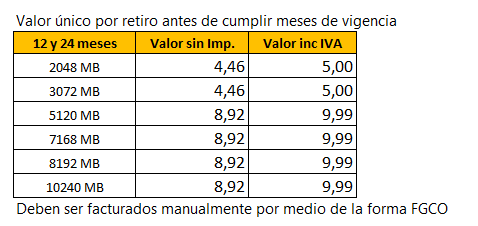 Valor único por retiro antes de cumplir meses de vigencia
12 y 24 meses Valor sin Imp. Valor inc IVA
2048 MB 4,46 5,00
3072 MB 4,46 5,00
5120 MB 8,92 9,99
7168 MB 8,92 9,99
8192 MB 8,92 9,99
10240 MB 8,92 9,99
Deben ser facturados manualmente por medio de la forma FGCO